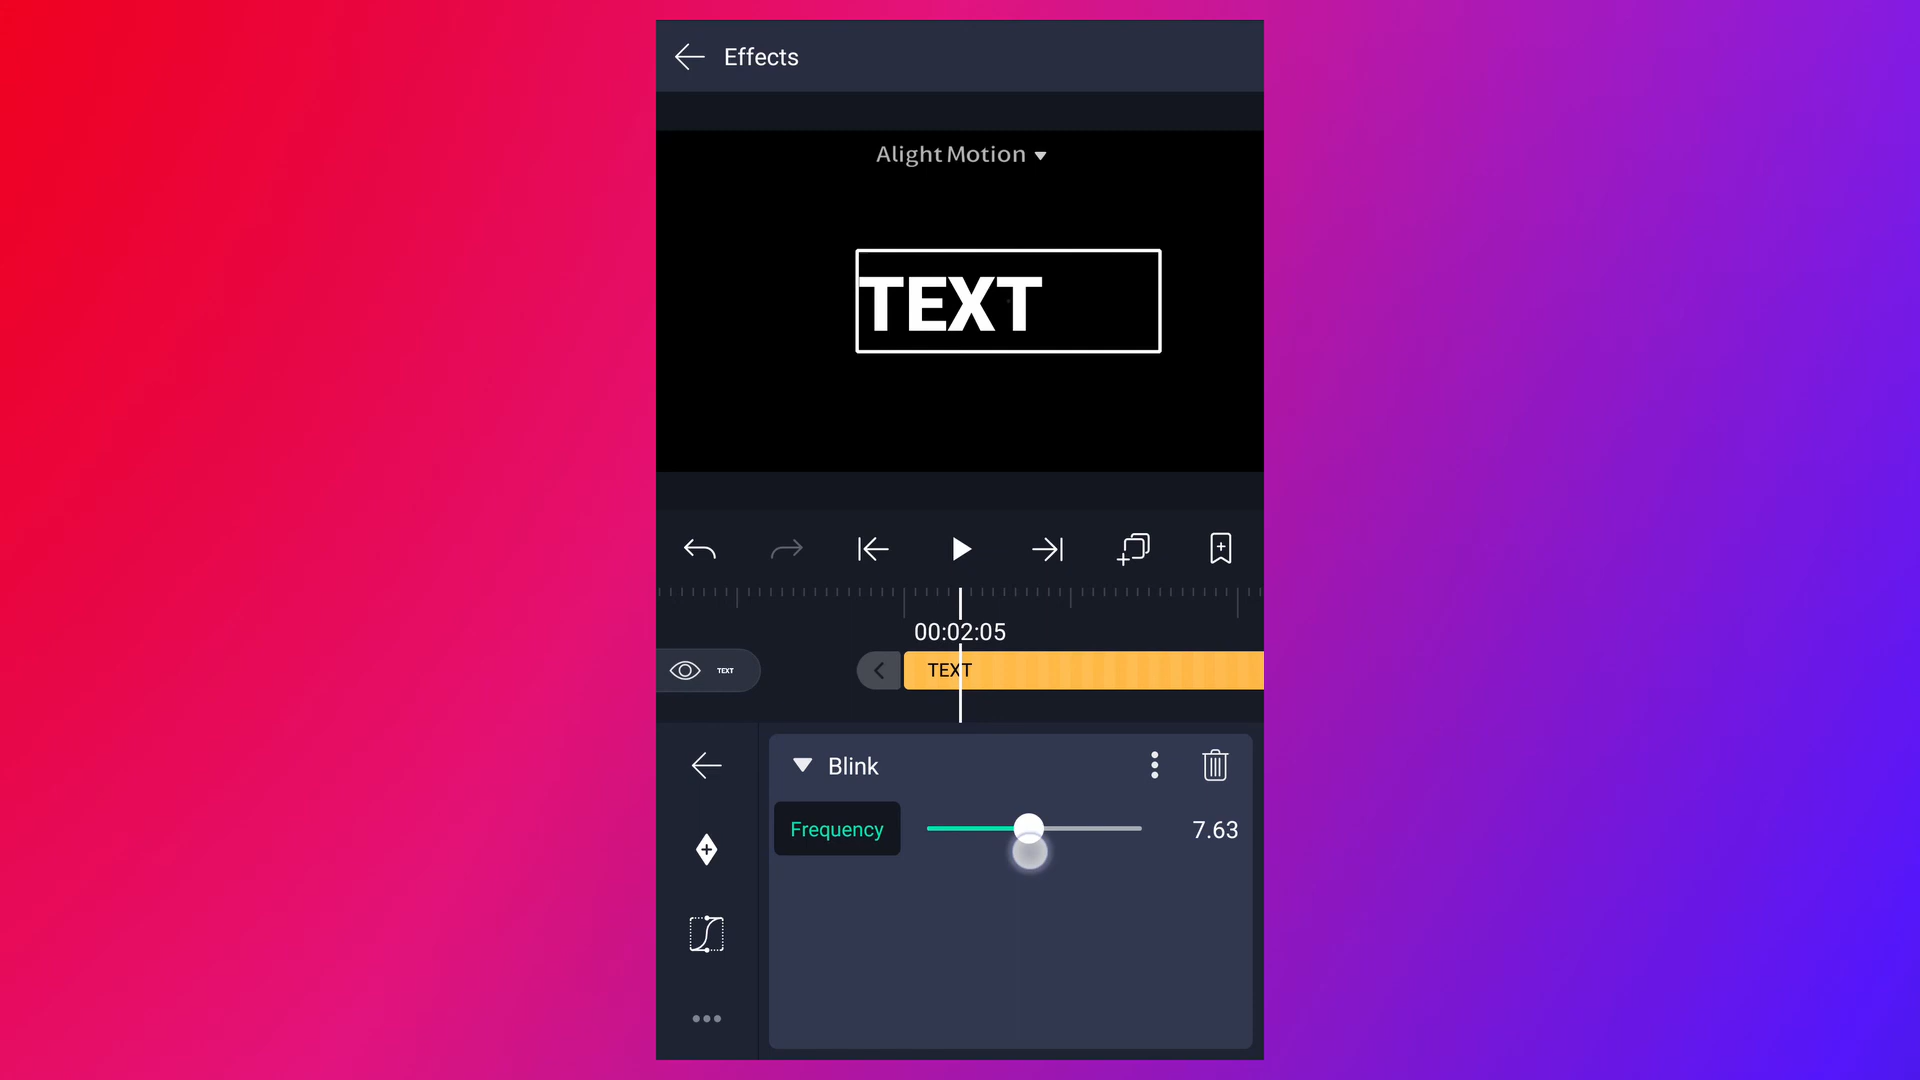 Effects
Alight Motion
TEXT
00:02:05
TEXT
TEXT
Blink
Frequency
7.63